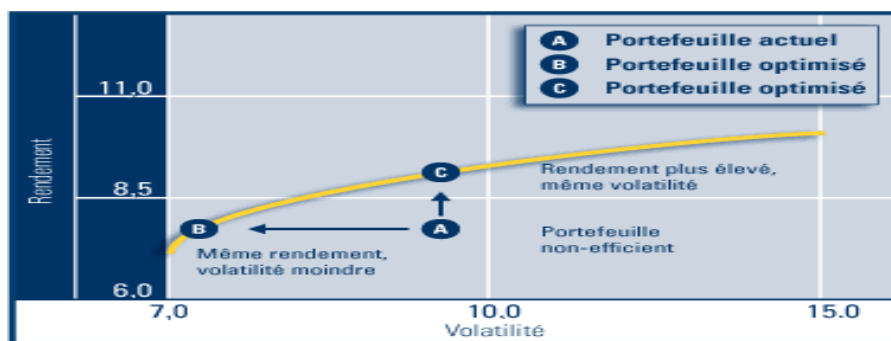 A Portefeuille actuel
B Portefeuille optimisé
C Portefeuille optimisé
Rendement
11,0
8,5
6,0
C
Rendement plus élevé,
même volatilité
B
A
Portefeuille
non-efficient
Même rendement,
volatilité moindre
7,0
10.0
15.0
Volatilité